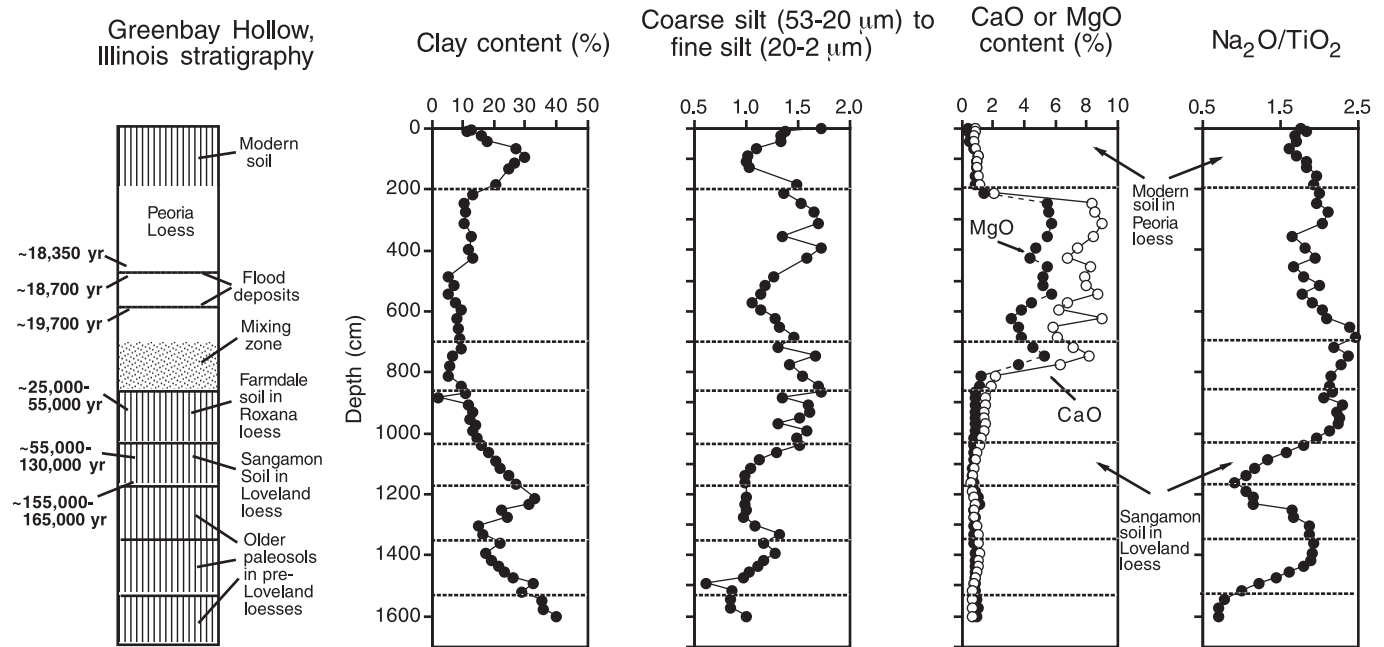 Greenbay Hollow,
Illinois stratigraphy
Modern
soil
Peoria
Loess
~18,350 yr
~18,700 yr
Flood
deposits
~19,700 yr
Mixing
zone
~25,000-
55,000 yr
Farmdale
soil in
Roxana
loess
~55,000-
130,000 yr
Sangamon
Soil in
Loveland
loess
~155,000-
165,000 yr
Older
paleosols
in pre-
Loveland
loesses
Clay content (%)
0 10 20 30 40 50
Depth (cm)
0
200
400
600
800
1000
1200
1400
1600
Coarse silt (53-20 μm) to
fine silt (20-2 μm)
0.5 1.0 1.5 2.0
CaO or MgO
content (%)
0 2 4 6 8 10
MgO
CaO
Modern
soil in
Peoria
loess
Sangamon
soil in
Loveland
loess
Na₂O/TiO₂
0.5 1.5 2.5